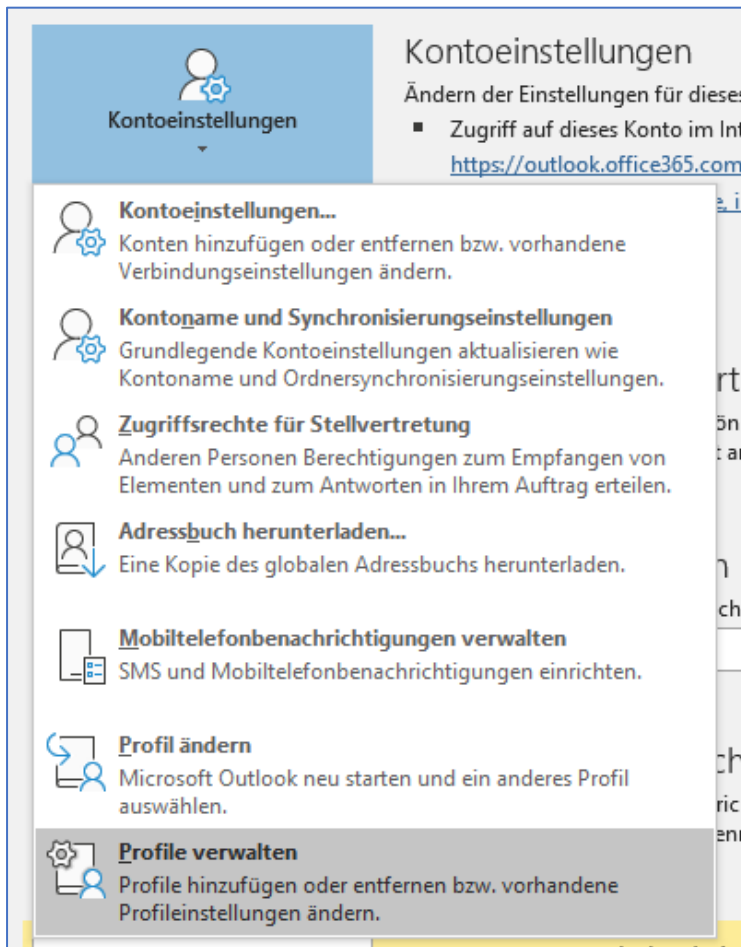 Kontoeinstellungen
Kontoeinstellungen
Ändern der Einstellungen für dieses
Zugriff auf dieses Konto im Int
https://outlook.office365.com
Kontoeinstellungen...
Konten hinzufügen oder entfernen bzw. vorhandene
Verbindungseinstellungen ändern.
Kontoname und Synchronisierungseinstellungen
Grundlegende Kontoeinstellungen aktualisieren wie
Kontoname und Ordnersynchronisierungseinstellungen.
Zugriffsrechte für Stellvertretung
Anderen Personen Berechtigungen zum Empfangen von
Elementen und zum Antworten in Ihrem Auftrag erteilen.
Adressbuch herunterladen...
Eine Kopie des globalen Adressbuchs herunterladen.
Mobiltelefonbenachrichtigungen verwalten
SMS und Mobiltelefonbenachrichtigungen einrichten.
Profil ändern
Microsoft Outlook neu starten und ein anderes Profil
auswählen.
Profile verwalten
Profile hinzufügen oder entfernen bzw. vorhandene
Profileinstellungen ändern.